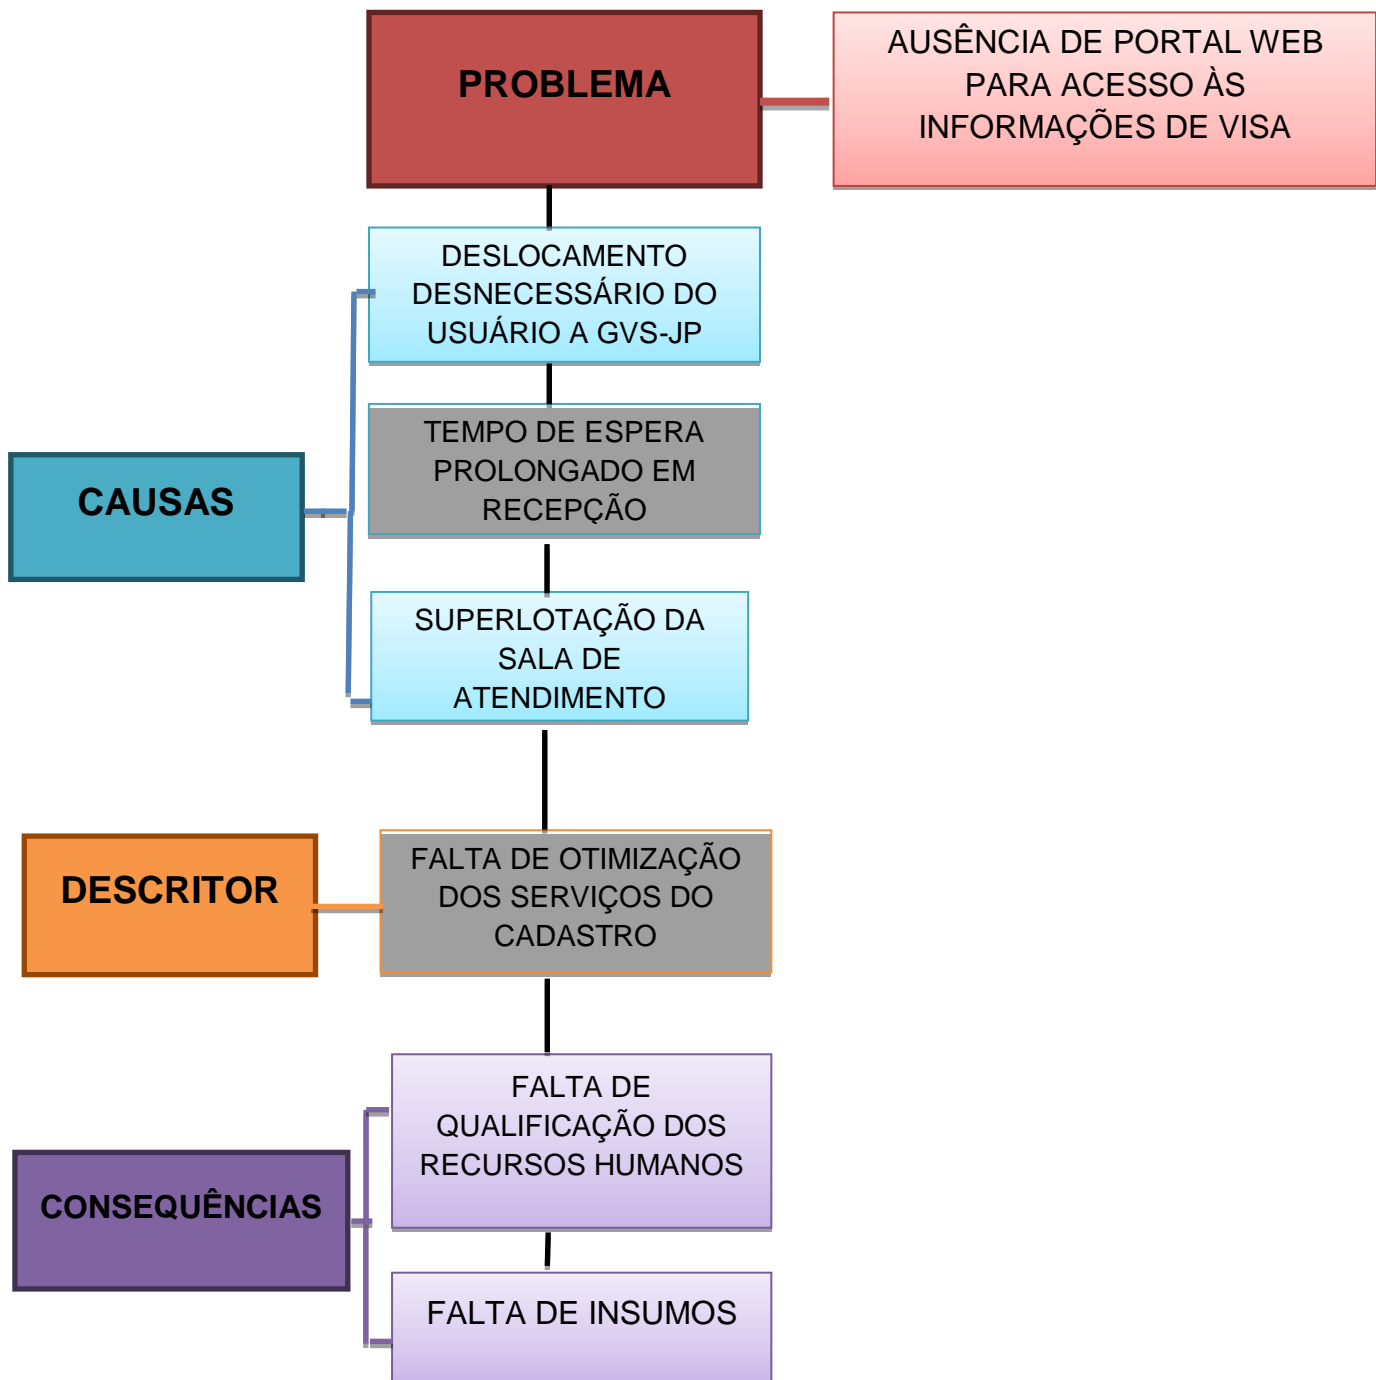 PROBLEMA
AUSÊNCIA DE PORTAL WEB
PARA ACESSO ÀS
INFORMAÇÕES DE VISA
DESLOCAMENTO
DESNECESSÁRIO DO
USUÁRIO A GVS-JP
TEMPO DE ESPERA
PROLONGADO EM
RECEPÇÃO
CAUSAS
SUPERLOTAÇÃO DA
SALA DE
ATENDIMENTO
DESCRITOR
FALTA DE OTIMIZAÇÃO
DOS SERVIÇOS DO
CADASTRO
FALTA DE
QUALIFICAÇÃO DOS
RECURSOS HUMANOS
CONSEQUÊNCIAS
FALTA DE INSUMOS